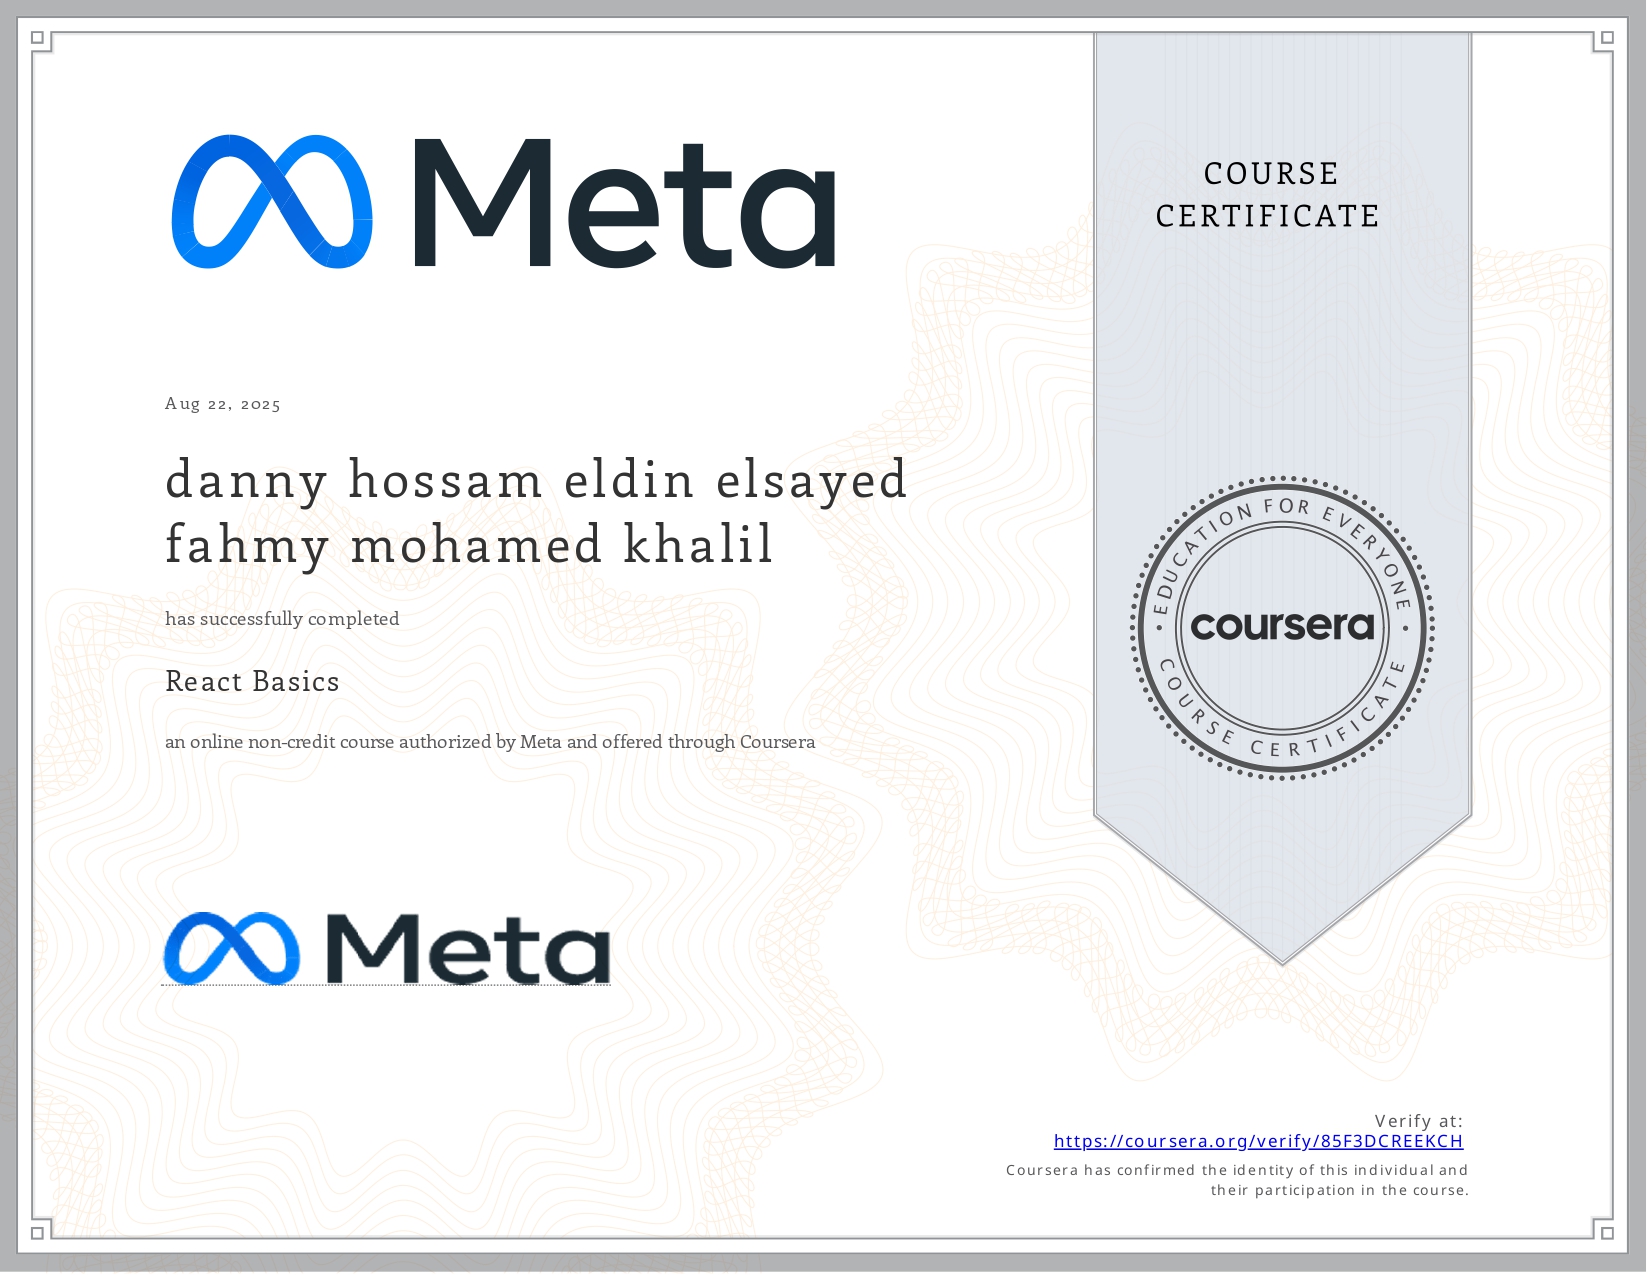 Meta
COURSE
CERTIFICATE
Aug 22, 2025
danny hossam eldin elsayed
fahmy mohamed khalil
has successfully completed
React Basics
an online non-credit course authorized by Meta and offered through Coursera
• EDUCATION FOR EVERYONE •
coursera
COURSE CERTIFICATE
Meta
Verify at:
https://coursera.org/verify/85F3DCREEKCH
Coursera has confirmed the identity of this individual and
their participation in the course.